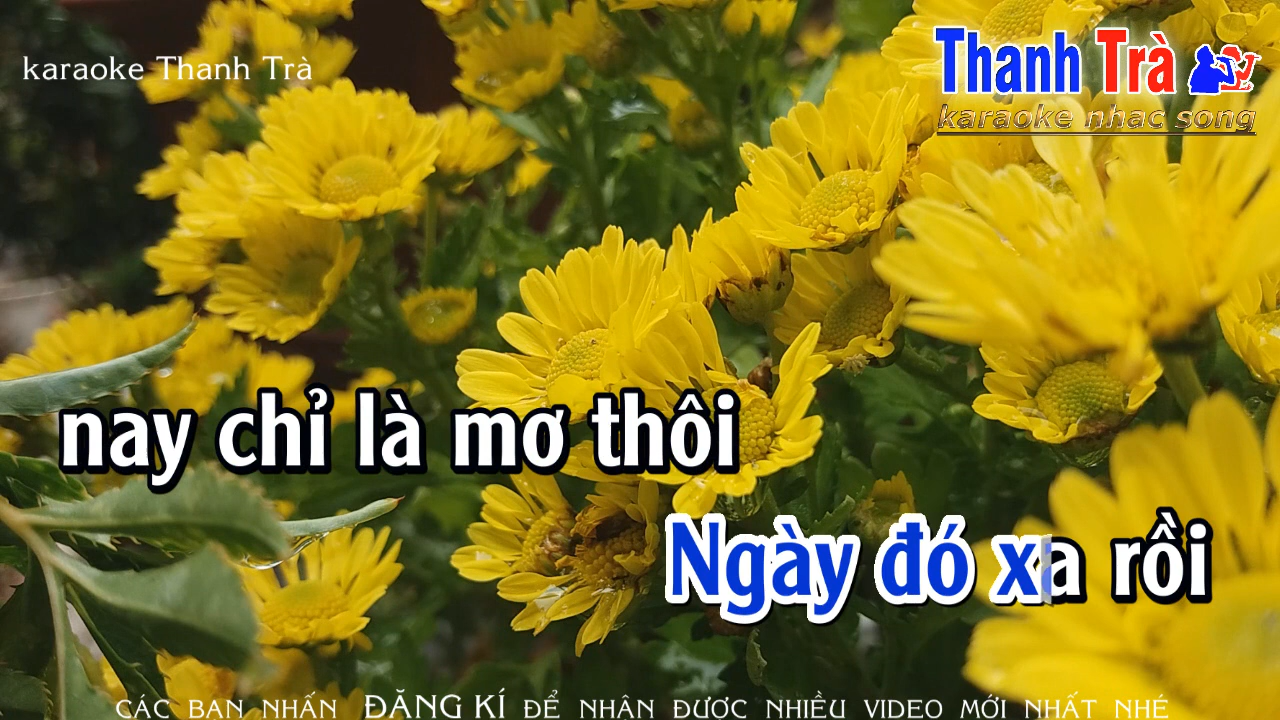 karaoke Thanh Trà
Thanh Trà
karaoke nhac song
nay chỉ là mơ thôi
Ngày đó xa rồi
CÁC BẠN NHẤN ĐĂNG KÍ ĐỂ NHẬN ĐƯỢC NHIỀU VIDEO MỚI NHẤT NHÉ